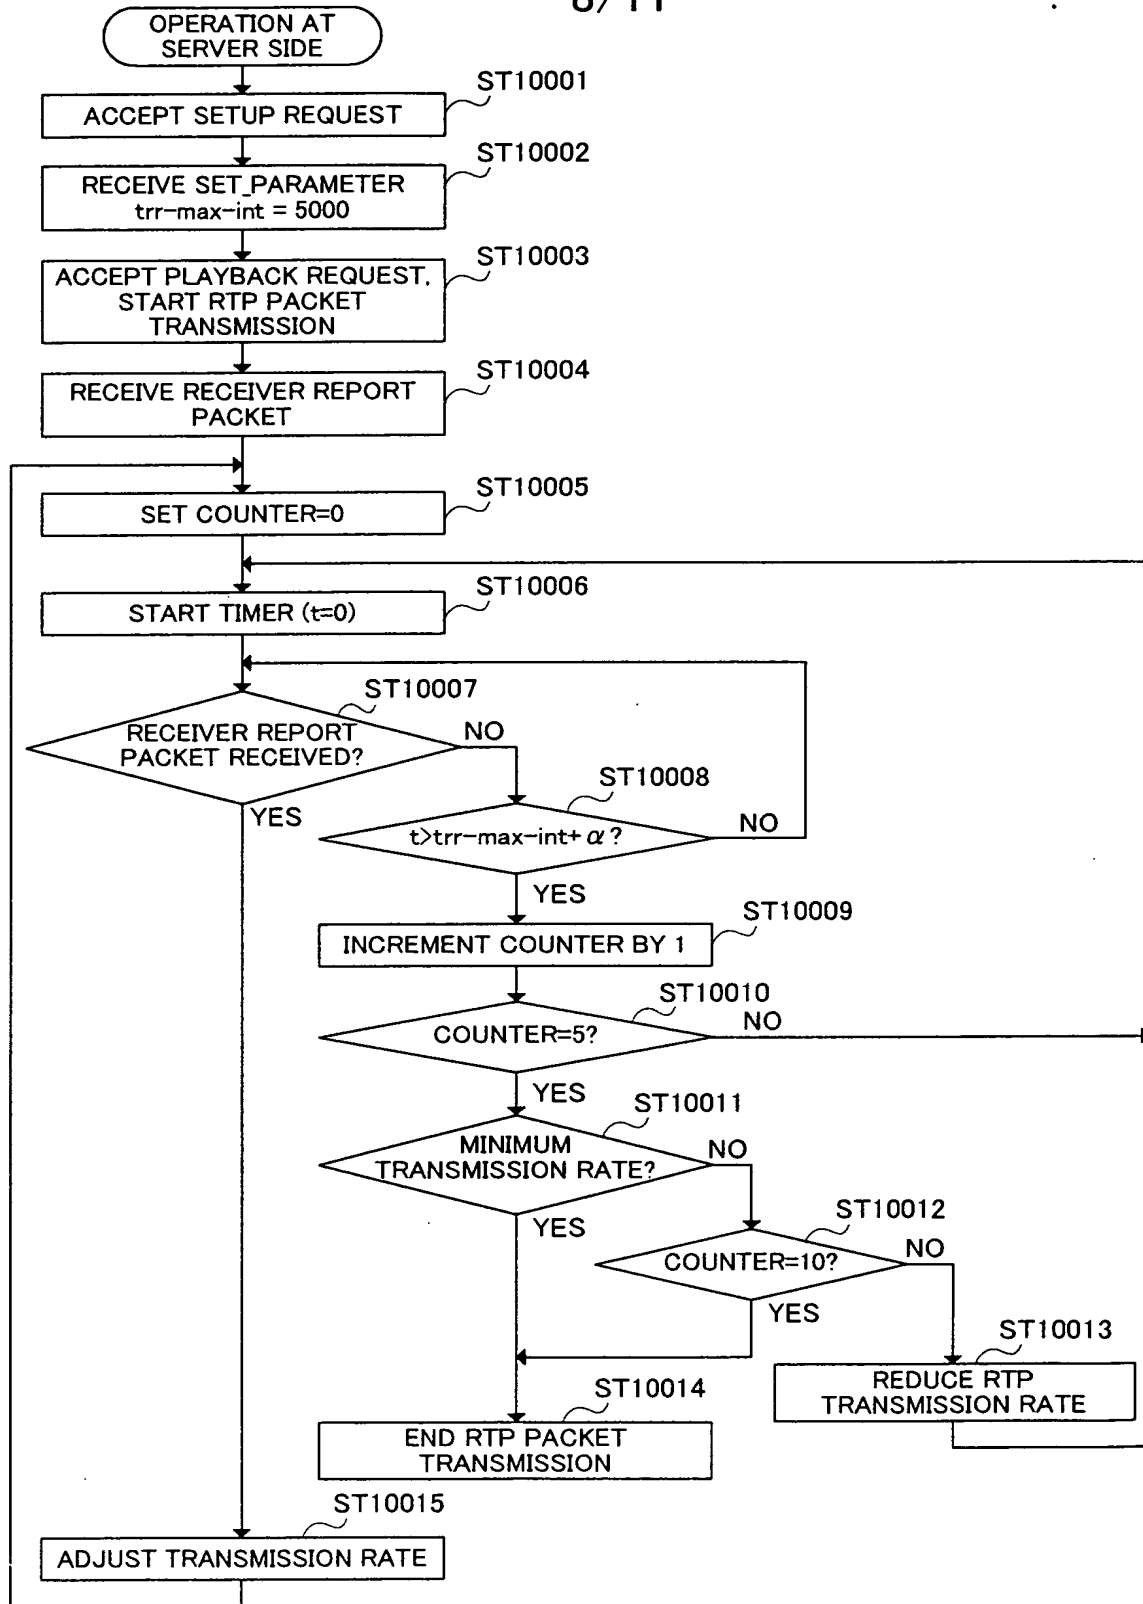 8/11
OPERATION AT
SERVER SIDE
ST10001
ACCEPT SETUP REQUEST
ST10002
RECEIVE SET_PARAMETER
trr-max-int = 5000
ST10003
ACCEPT PLAYBACK REQUEST,
START RTP PACKET
TRANSMISSION
ST10004
RECEIVE RECEIVER REPORT
PACKET
ST10005
SET COUNTER=0
ST10006
START TIMER (t=0)
ST10007
RECEIVER REPORT
PACKET RECEIVED?
NO
YES
ST10008
t>trr-max-int+α?
NO
YES
ST10009
INCREMENT COUNTER BY 1
ST10010
COUNTER=5?
NO
YES
ST10011
MINIMUM
TRANSMISSION RATE?
NO
YES
ST10012
COUNTER=10?
NO
YES
ST10013
REDUCE RTP
TRANSMISSION RATE
ST10014
END RTP PACKET
TRANSMISSION
ST10015
ADJUST TRANSMISSION RATE